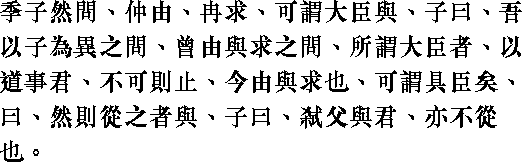 季子然問、仲由、冉求、可謂大臣與、子曰、吾
以子為異之問、曾由與求之問、所謂大臣者、以
道事君、不可則止、今由與求也、可謂具臣矣、
曰、然則從之者與、子曰、弒父與君、亦不從
也。